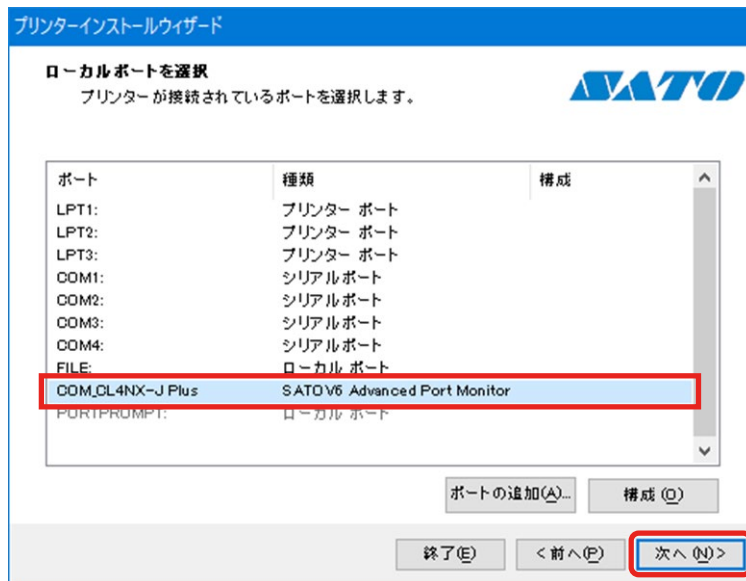 プリンターインストールウィザード
ローカルポートを選択
プリンターが接続されているポートを選択します。
SATO
ポート 種類 構成
LPT1: プリンター ポート
LPT2: プリンター ポート
LPT3: プリンター ポート
COM1: シリアルポート
COM2: シリアルポート
COM3: シリアルポート
COM4: シリアルポート
FILE: ローカル ポート
COM_CL4NX-J Plus SATOV6 Advanced Port Monitor
PORTPROMPT: ローカル ポート
ポートの追加(A)... 構成(O)
終了(E) <前へ(P) 次へ(N)>